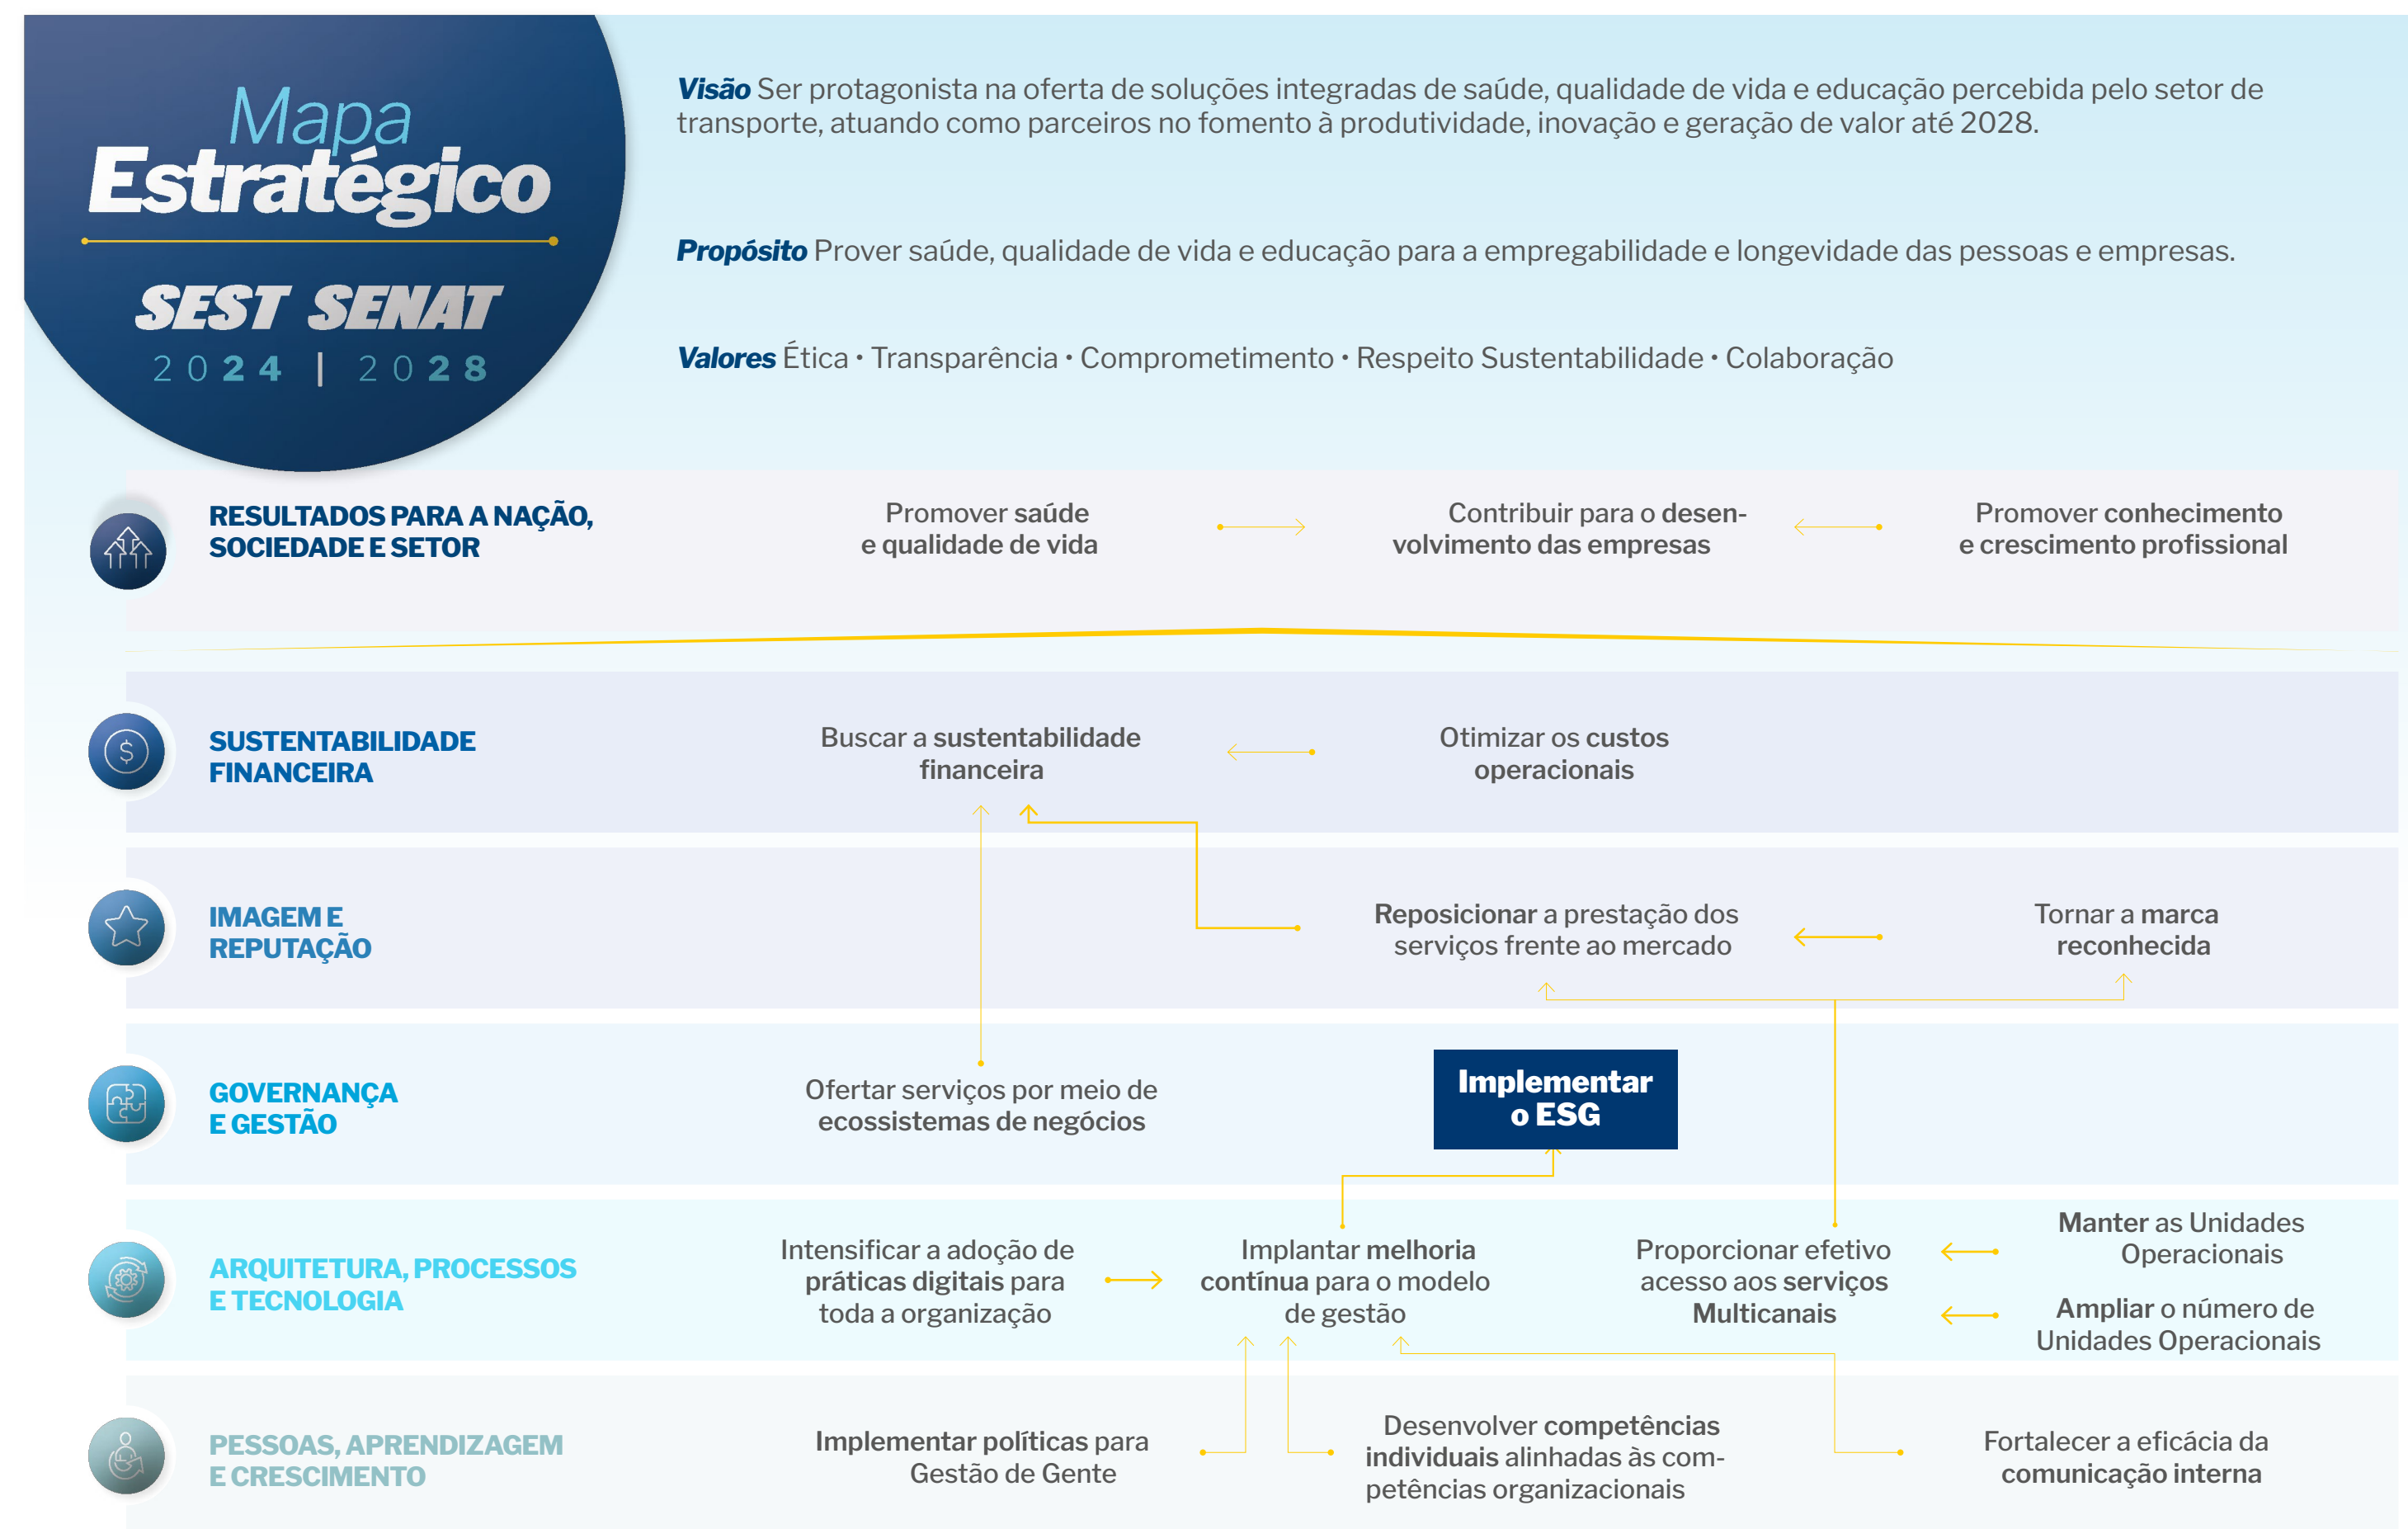 Mapa
Estratégico
SEST SENAT
2024 | 2028
Visão Ser protagonista na oferta de soluções integradas de saúde, qualidade de vida e educação percebida pelo setor de
transporte, atuando como parceiros no fomento à produtividade, inovação e geração de valor até 2028.
Propósito Prover saúde, qualidade de vida e educação para a empregabilidade e longevidade das pessoas e empresas.
Valores Ética • Transparência • Comprometimento • Respeito Sustentabilidade • Colaboração
RESULTADOS PARA A NAÇÃO,
SOCIEDADE E SETOR
Promover saúde
e qualidade de vida
Contribuir para o desen-
volvimento das empresas
Promover conhecimento
e crescimento profissional
SUSTENTABILIDADE
FINANCEIRA
$
Buscar a sustentabilidade
financeira
Otimizar os custos
operacionais
IMAGEM E
REPUTAÇÃO
Reposicionar a prestação dos
serviços frente ao mercado
Tornar a marca
reconhecida
GOVERNANÇA
E GESTÃO
Ofertar serviços por meio de
ecossistemas de negócios
Implementar
o ESG
ARQUITETURA, PROCESSOS
E TECNOLOGIA
Intensificar a adoção de
práticas digitais para
toda a organização
Implantar melhoria
contínua para o modelo
de gestão
Proporcionar efetivo
acesso aos serviços
Multicanais
Manter as Unidades
Operacionais
Ampliar o número de
Unidades Operacionais
PESSOAS, APRENDIZAGEM
E CRESCIMENTO
Implementar políticas para
Gestão de Gente
Desenvolver competências
individuais alinhadas às com-
petências organizacionais
Fortalecer a eficácia da
comunicação interna